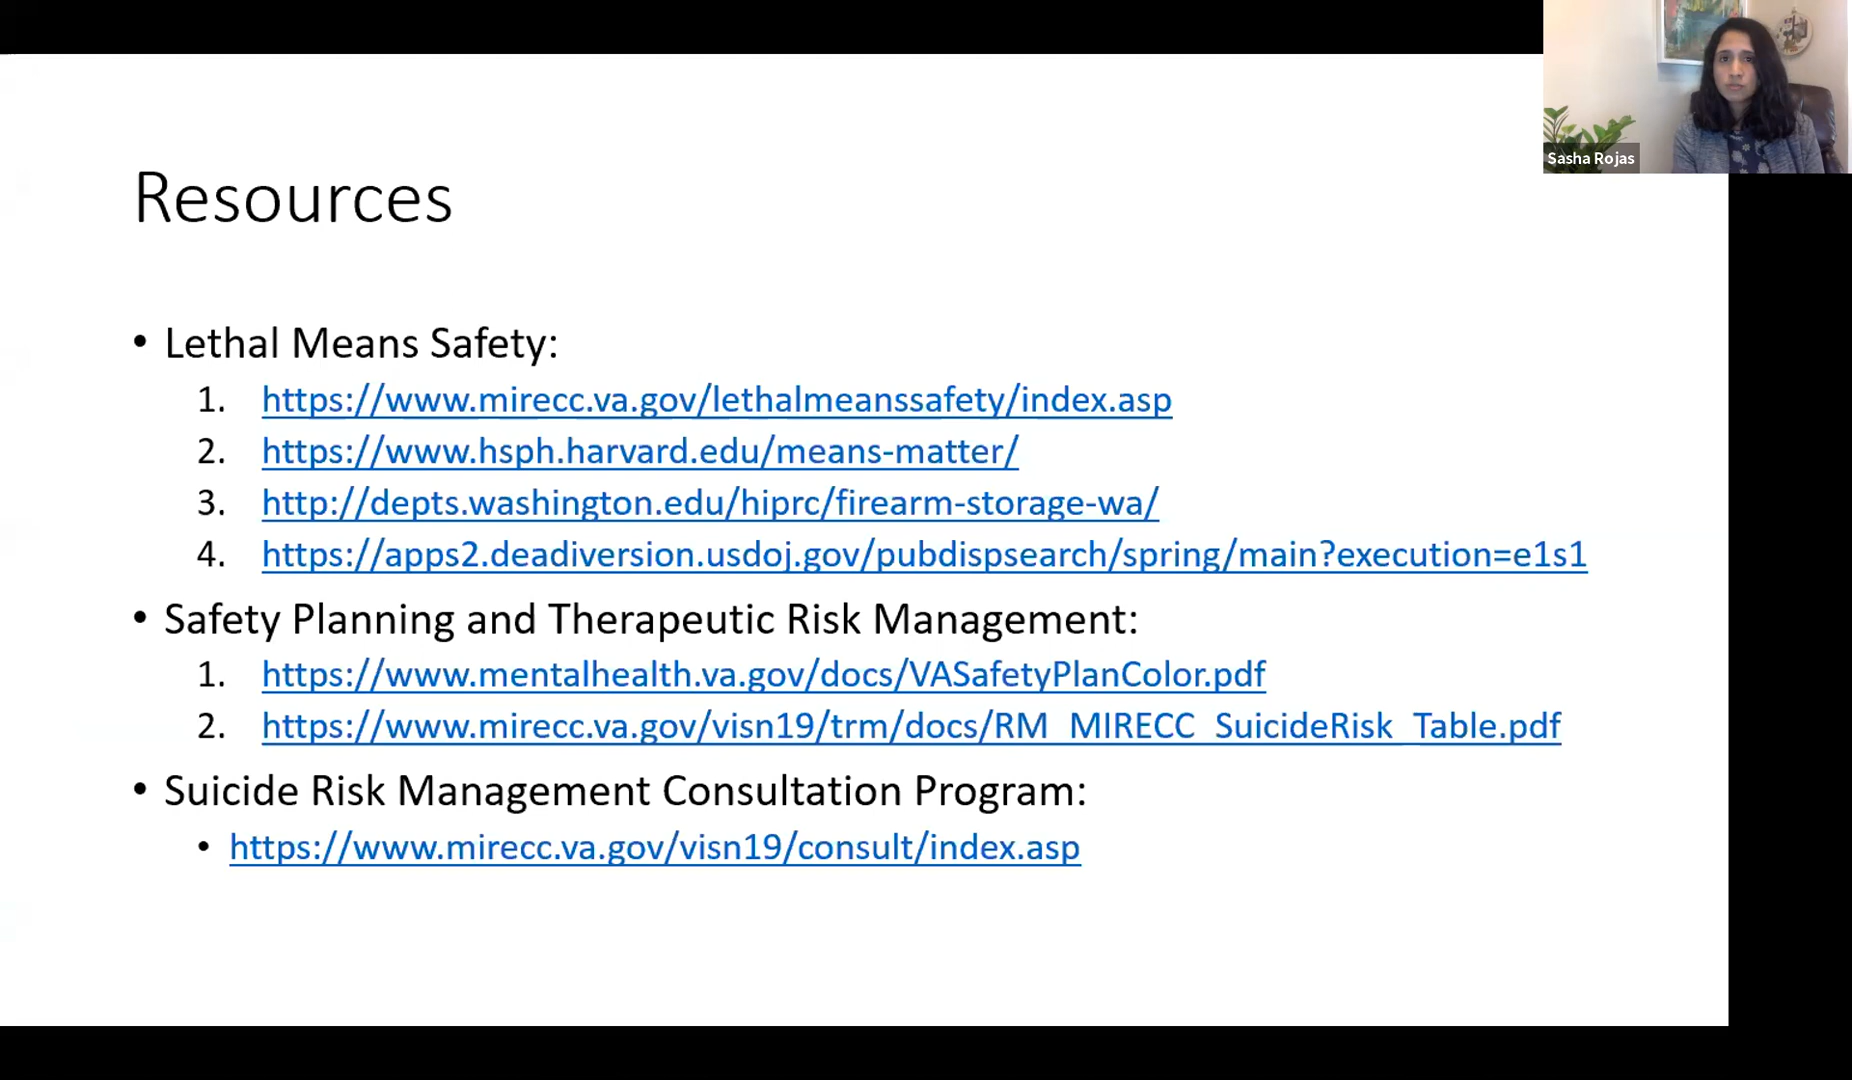 Sasha Rojas
Resources
• Lethal Means Safety:
1. https://www.mirecc.va.gov/lethalmeanssafety/index.asp
2. https://www.hsph.harvard.edu/means-matter/
3. http://depts.washington.edu/hiprc/firearm-storage-wa/
4. https://apps2.deadiversion.usdoj.gov/pubdispsearch/spring/main?execution=e1s1
• Safety Planning and Therapeutic Risk Management:
1. https://www.mentalhealth.va.gov/docs/VASafetyPlanColor.pdf
2. https://www.mirecc.va.gov/visn19/trm/docs/RM_MIRECC_SuicideRisk_Table.pdf
• Suicide Risk Management Consultation Program:
• https://www.mirecc.va.gov/visn19/consult/index.asp